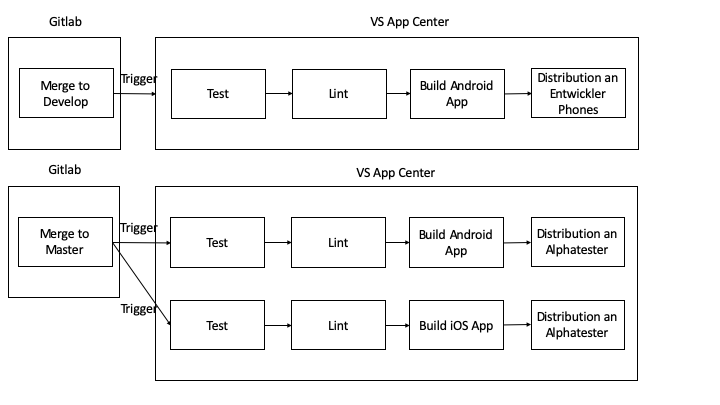 Gitlab
VS App Center
Merge to
Develop
Trigger
Test
Lint
Build Android
App
Distribution an
Entwickler
Phones
Gitlab
VS App Center
Merge to
Master
Trigger
Test
Lint
Build Android
App
Distribution an
Alphatester
Trigger
Test
Lint
Build iOS App
Distribution an
Alphatester